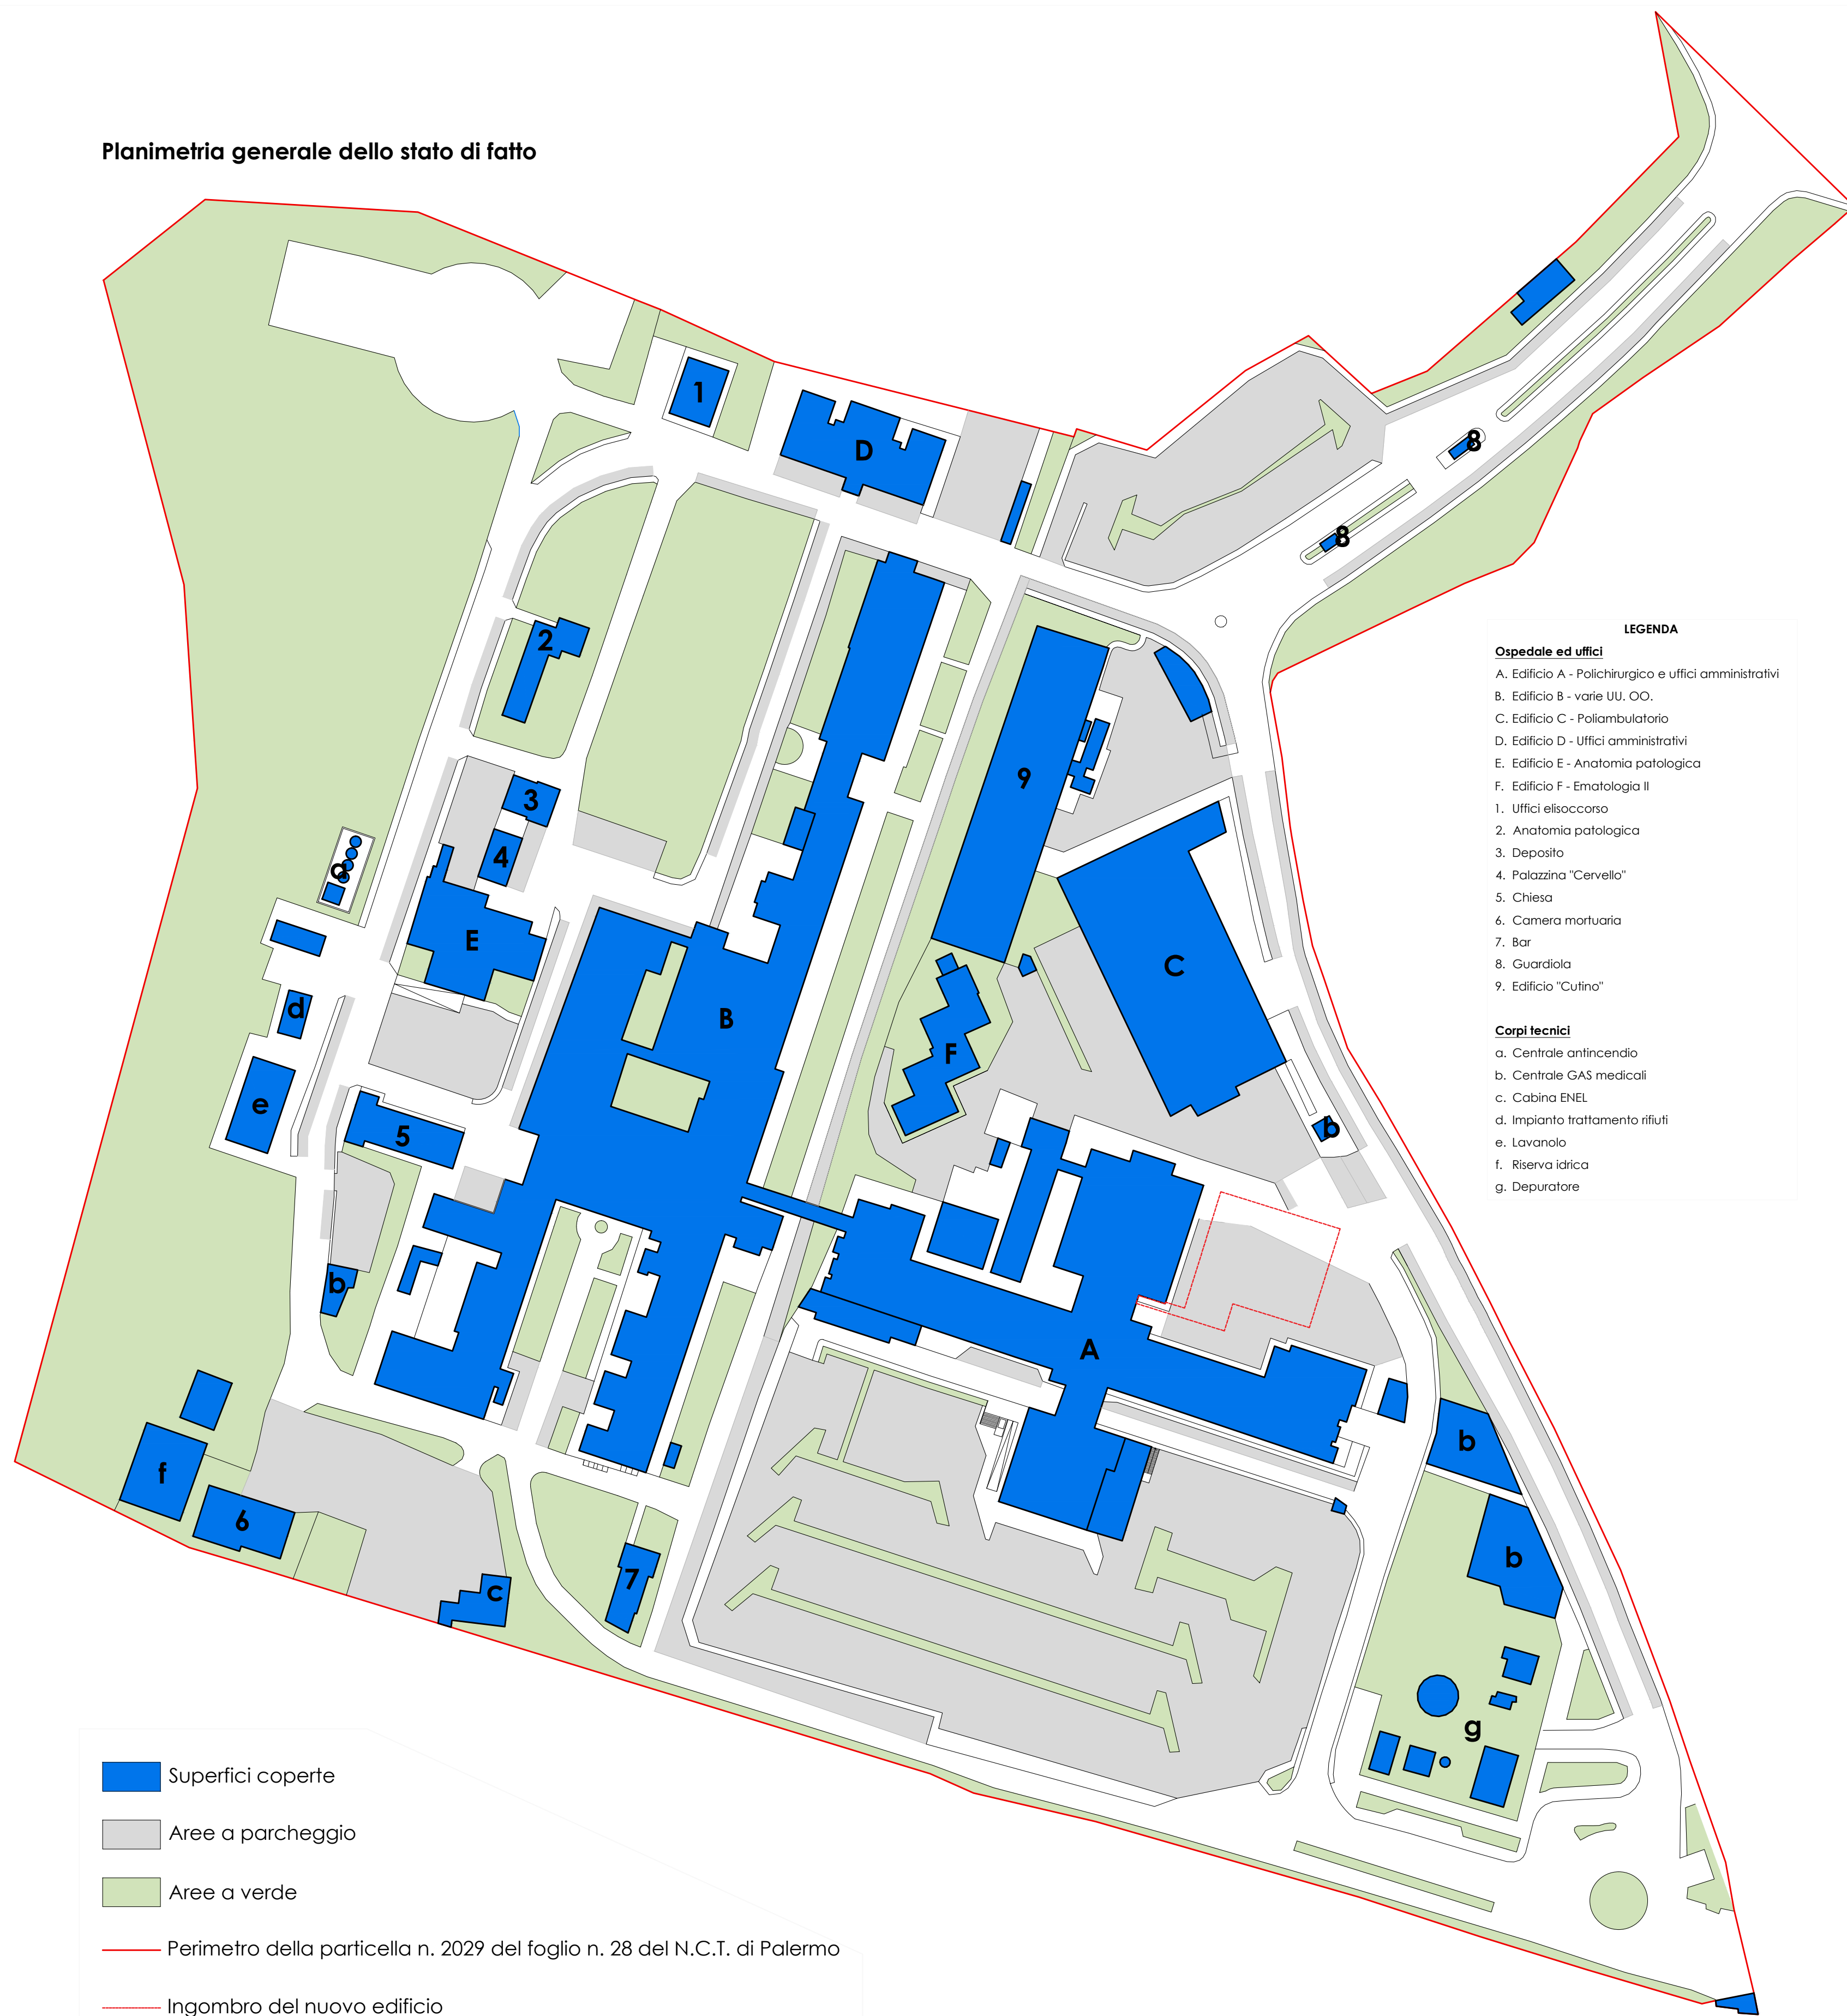 Planimetria generale dello stato di fatto
1
D
8
8
2
9
3
4
a
E
C
B
d
F
e
5
b
b
A
b
f
6
b
7
c
g
LEGENDA
Ospedale ed uffici
A. Edificio A - Polichirurgico e uffici amministrativi
B. Edificio B - varie UU. OO.
C. Edificio C - Poliambulatorio
D. Edificio D - Uffici amministrativi
E. Edificio E - Anatomia patologica
F. Edificio F - Ematologia II
1. Uffici elisoccorso
2. Anatomia patologica
3. Deposito
4. Palazzina "Cervello"
5. Chiesa
6. Camera mortuaria
7. Bar
8. Guardiola
9. Edificio "Cutino"
Corpi tecnici
a. Centrale antincendio
b. Centrale GAS medicali
c. Cabina ENEL
d. Impianto trattamento rifiuti
e. Lavanolo
f. Riserva idrica
g. Depuratore
Superfici coperte
Aree a parcheggio
Aree a verde
Perimetro della particella n. 2029 del foglio n. 28 del N.C.T. di Palermo
Ingombro del nuovo edificio